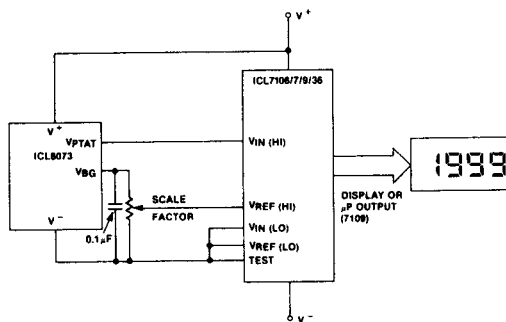 V+
ICL7106/7/9/36
V+
VPTAT
ICL8073
VBG
V−
0.1μF
SCALE
FACTOR
VIN (HI)
VREF (HI)
VIN (LO)
VREF (LO)
TEST
1999
DISPLAY OR
μP OUTPUT
(7109)
V−